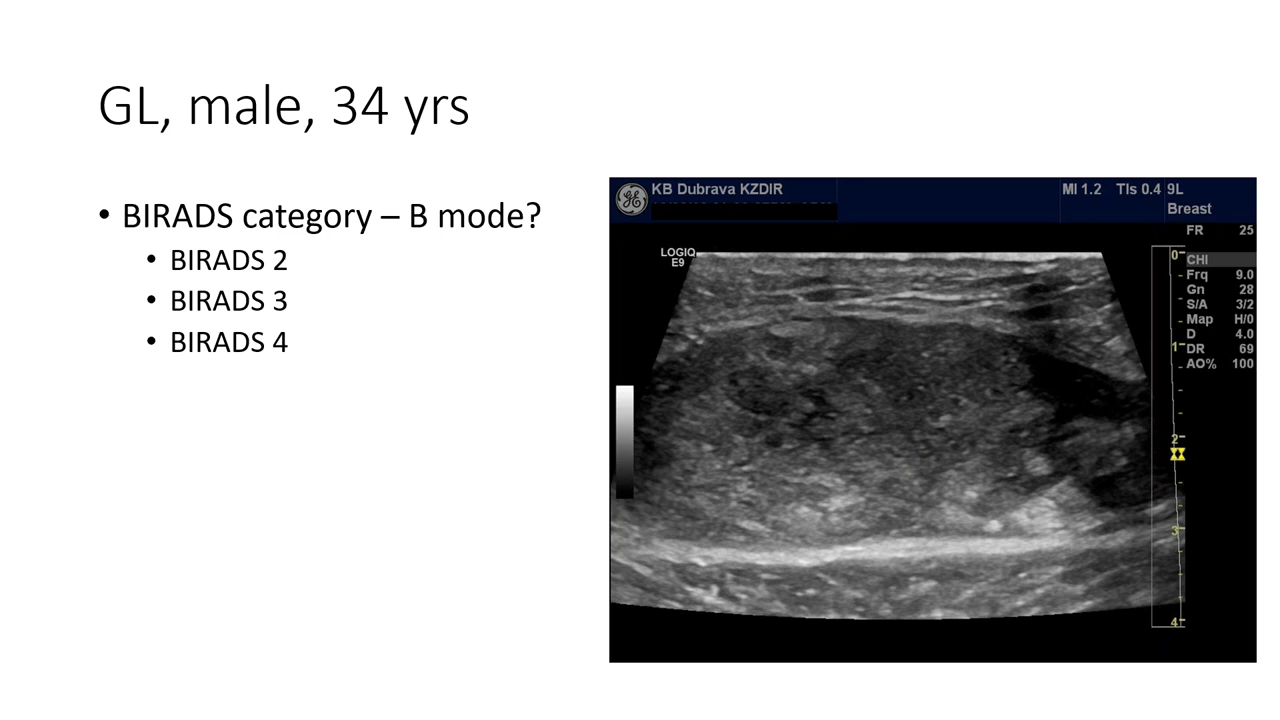 GL, male, 34 yrs
• BIRADS category – B mode?
• BIRADS 2
• BIRADS 3
• BIRADS 4
KB Dubrava KZDIR
MI 1.2 TIs 0.4 9L
Breast
LOGIQ
E9
FR 25
CHI
Frq 9.0
Gn 28
S/A 3/2
Map H/0
D 4.0
DR 69
AO% 100
0
1
2
3
4